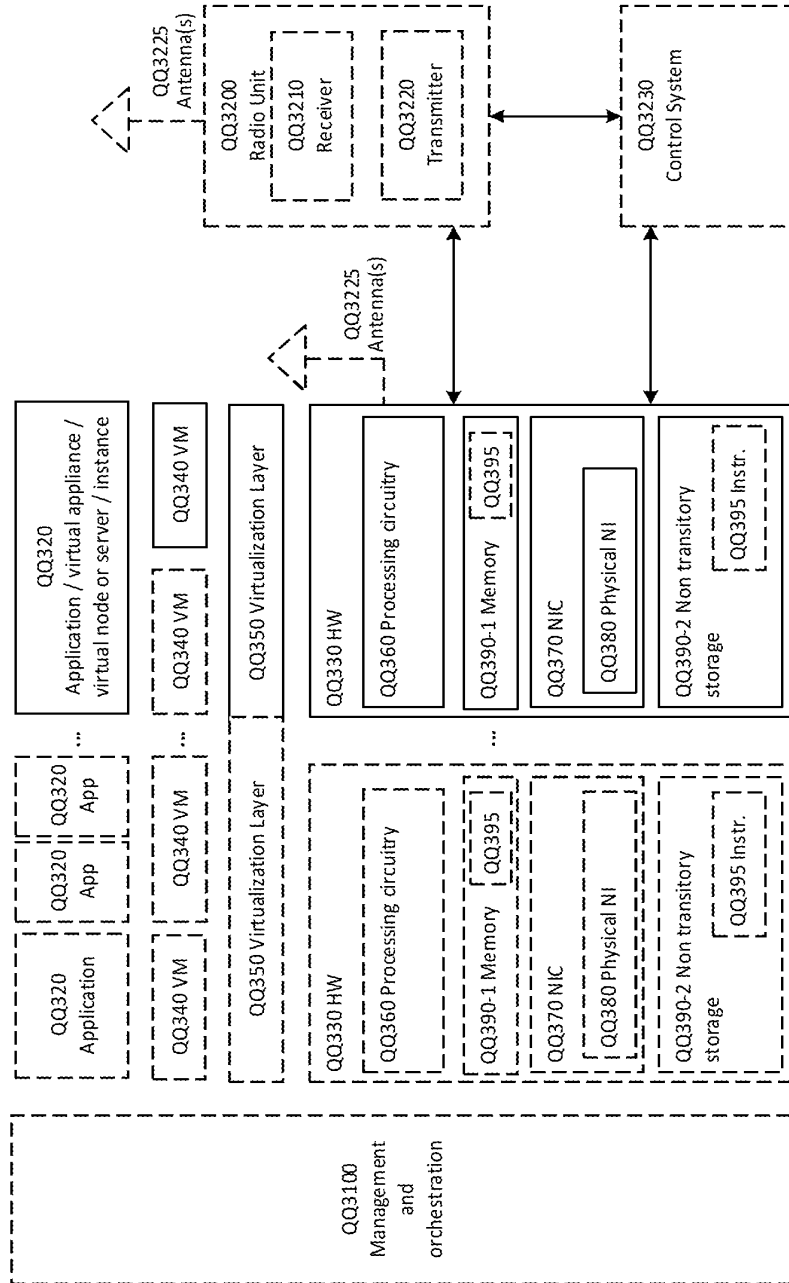 QQ3100
Management
and
orchestration
QQ320
Application
QQ320
App
QQ320
App
...
QQ320
Application / virtual appliance /
virtual node or server / instance
QQ340 VM
QQ340 VM
...
QQ340 VM
QQ340 VM
QQ350 Virtualization Layer
QQ350 Virtualization Layer
QQ330 HW
QQ360 Processing circuitry
QQ390-1 Memory
QQ395
QQ370 NIC
QQ380 Physical NI
QQ390-2 Non transitory
storage
QQ395 Instr.
...
QQ330 HW
QQ360 Processing circuitry
QQ390-1 Memory
QQ395
QQ370 NIC
QQ380 Physical NI
QQ390-2 Non transitory
storage
QQ395 Instr.
QQ3225
Antenna(s)
QQ3225
Antenna(s)
QQ3200
Radio Unit
QQ3210
Receiver
QQ3220
Transmitter
QQ3230
Control System